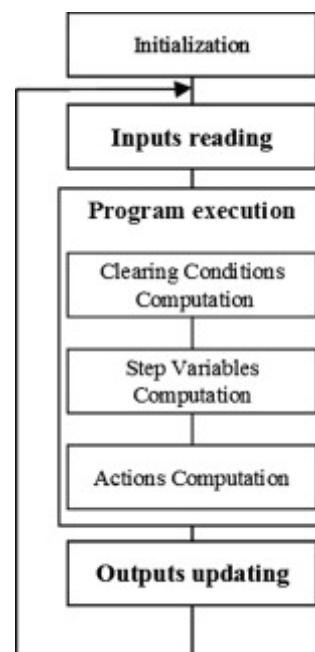 Initialization
Inputs reading
Program execution
Clearing Conditions
Computation
Step Variables
Computation
Actions Computation
Outputs updating